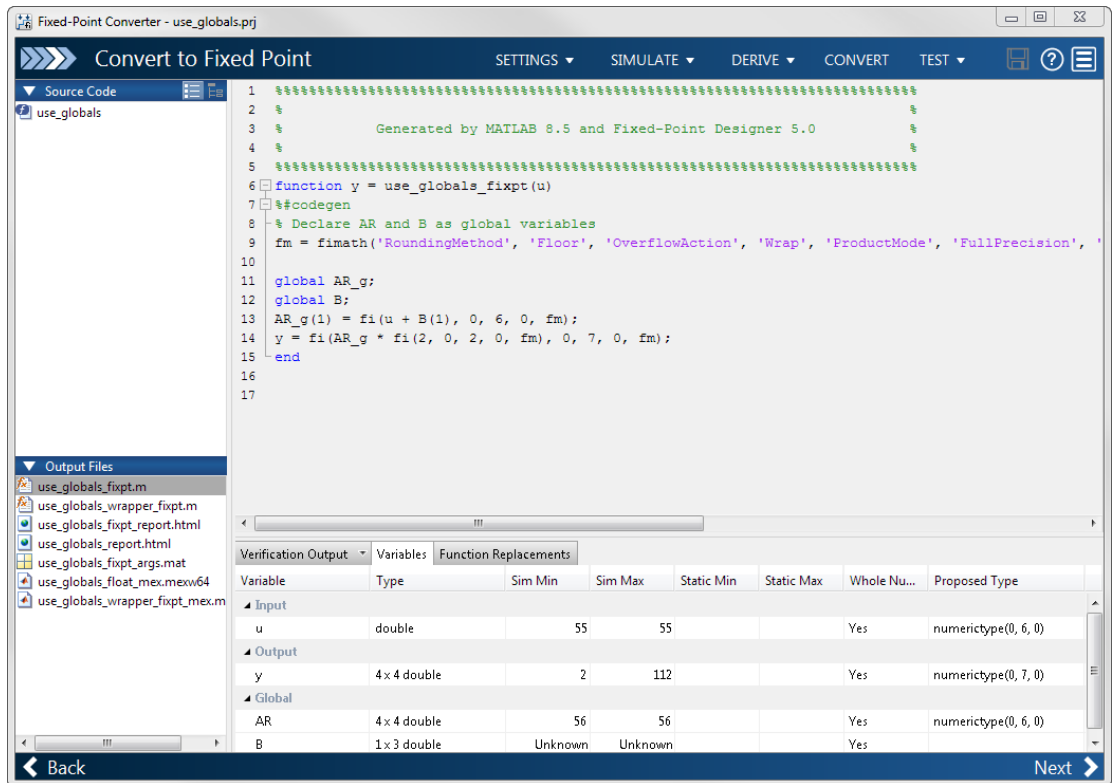 Fixed-Point Converter - use_globals.prj
Convert to Fixed Point SETTINGS SIMULATE DERIVE CONVERT TEST
Source Code
use_globals
1 %%%%%%%%%%%%%%%%%%%%%%%%%%%%%%%%%%%%%%%%%%%%%%%%%%%%%%%%%%%%%%%%%%%%%%%%%%
2 % %
3 % Generated by MATLAB 8.5 and Fixed-Point Designer 5.0 %
4 % %
5 %%%%%%%%%%%%%%%%%%%%%%%%%%%%%%%%%%%%%%%%%%%%%%%%%%%%%%%%%%%%%%%%%%%%%%%%%%
6 function y = use_globals_fixpt(u)
7 %#codegen
8 % Declare AR and B as global variables
9 fm = fimath('RoundingMethod', 'Floor', 'OverflowAction', 'Wrap', 'ProductMode', 'FullPrecision', '
10
11 global AR_g;
12 global B;
13 AR_g(1) = fi(u + B(1), 0, 6, 0, fm);
14 y = fi(AR_g * fi(2, 0, 2, 0, fm), 0, 7, 0, fm);
15 end
16
17
Output Files
use_globals_fixpt.m
use_globals_wrapper_fixpt.m
use_globals_fixpt_report.html
use_globals_report.html
use_globals_fixpt_args.mat
use_globals_float_mex.mexw64
use_globals_wrapper_fixpt_mex.m
Verification Output Variables Function Replacements
Variable Type Sim Min Sim Max Static Min Static Max Whole Nu... Proposed Type
Input
u double 55 55 Yes numerictype(0, 6, 0)
Output
y 4 x 4 double 2 112 Yes numerictype(0, 7, 0)
Global
AR 4 x 4 double 56 56 Yes numerictype(0, 6, 0)
B 1 x 3 double Unknown Unknown Yes
Back Next